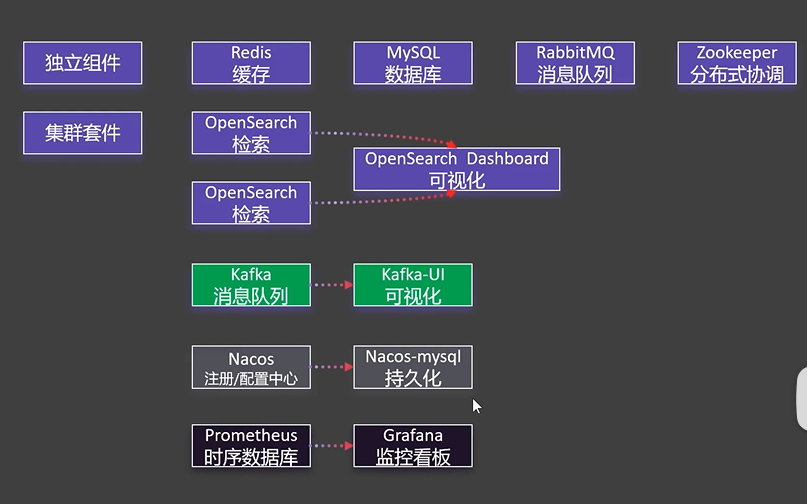 独立组件
Redis
缓存
MySQL
数据库
RabbitMQ
消息队列
Zookeeper
分布式协调
集群套件
OpenSearch
检索
OpenSearch Dashboard
可视化
OpenSearch
检索
Kafka
消息队列
Kafka-UI
可视化
Nacos
注册/配置中心
Nacos-mysql
持久化
Prometheus
时序数据库
Grafana
监控看板